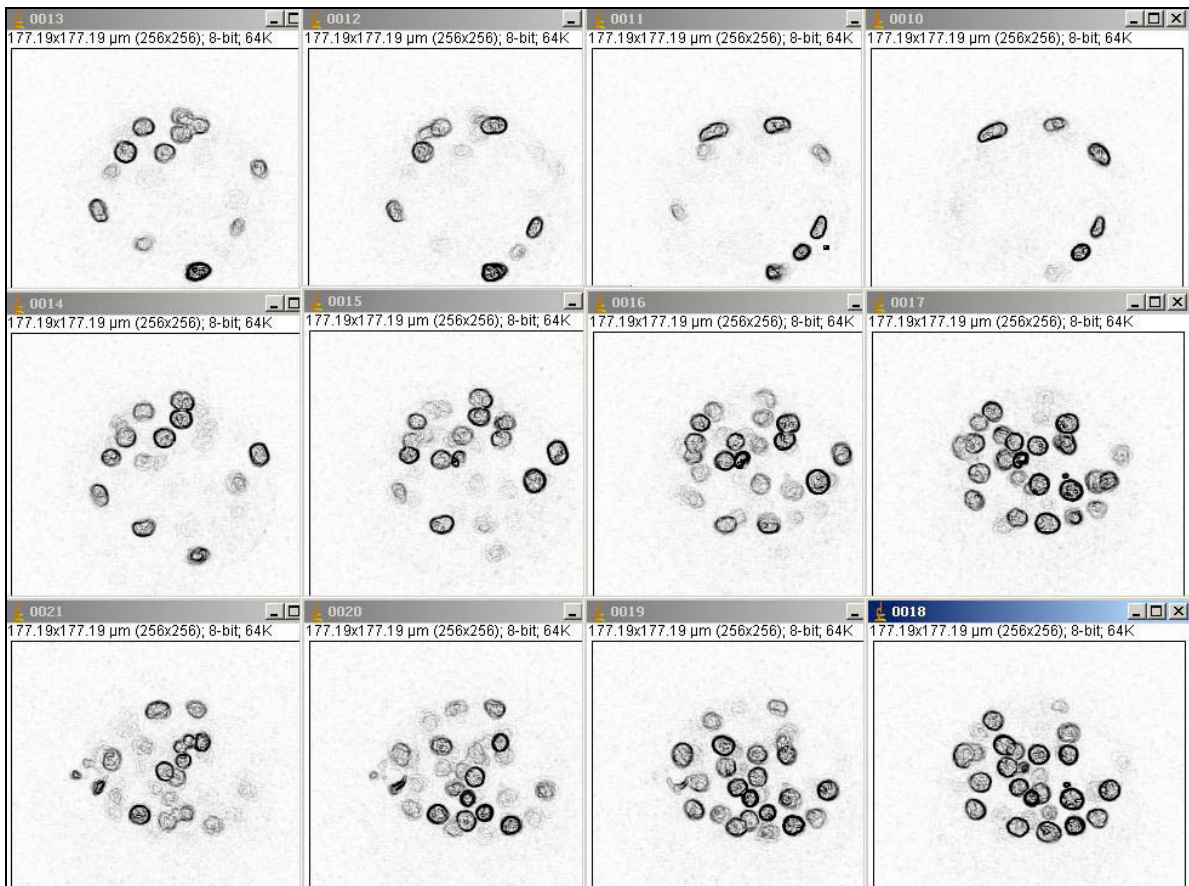 0013
0012
0011
0010
177.19x177.19 µm (256x256); 8-bit; 64K
177.19x177.19 µm (256x256); 8-bit; 64K
177.19x177.19 µm (256x256); 8-bit; 64K
177.19x177.19 µm (256x256); 8-bit; 64K
0014
0015
0016
0017
177.19x177.19 µm (256x256); 8-bit; 64K
177.19x177.19 µm (256x256); 8-bit; 64K
177.19x177.19 µm (256x256); 8-bit; 64K
177.19x177.19 µm (256x256); 8-bit; 64K
0021
0020
0019
0018
177.19x177.19 µm (256x256); 8-bit; 64K
177.19x177.19 µm (256x256); 8-bit; 64K
177.19x177.19 µm (256x256); 8-bit; 64K
177.19x177.19 µm (256x256); 8-bit; 64K